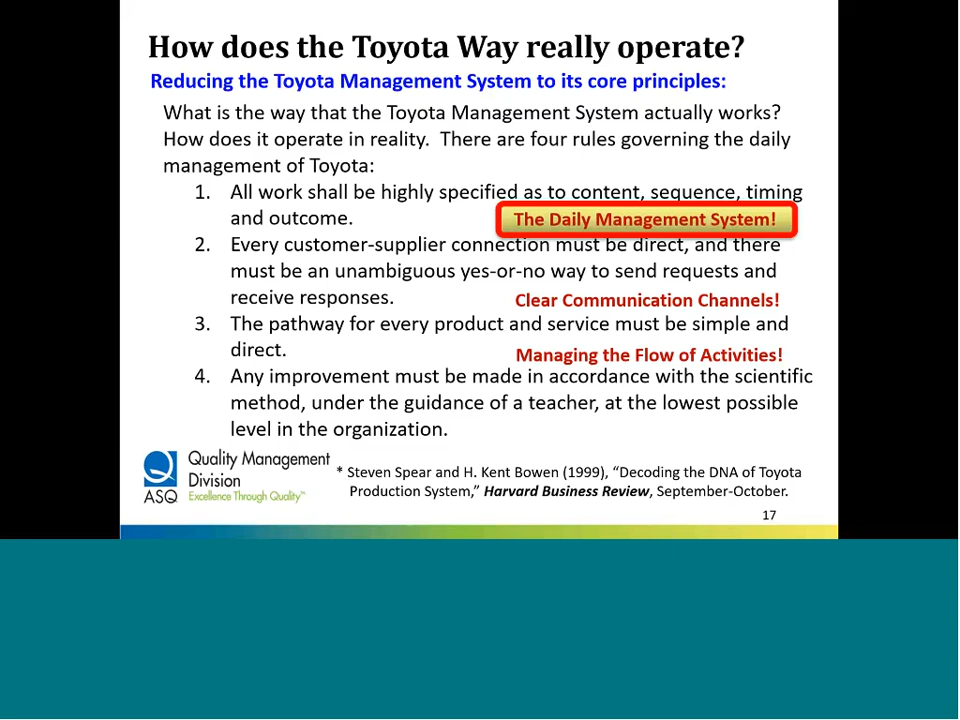 How does the Toyota Way really operate?
Reducing the Toyota Management System to its core principles:
What is the way that the Toyota Management System actually works?
How does it operate in reality. There are four rules governing the daily
management of Toyota:
1. All work shall be highly specified as to content, sequence, timing
and outcome.
The Daily Management System!
2. Every customer-supplier connection must be direct, and there
must be an unambiguous yes-or-no way to send requests and
receive responses.
Clear Communication Channels!
3. The pathway for every product and service must be simple and
direct.
Managing the Flow of Activities!
4. Any improvement must be made in accordance with the scientific
method, under the guidance of a teacher, at the lowest possible
level in the organization.
ASQ
Quality Management
Division
Excellence Through Quality™
* Steven Spear and H. Kent Bowen (1999), “Decoding the DNA of Toyota
Production System,” Harvard Business Review, September-October.
17